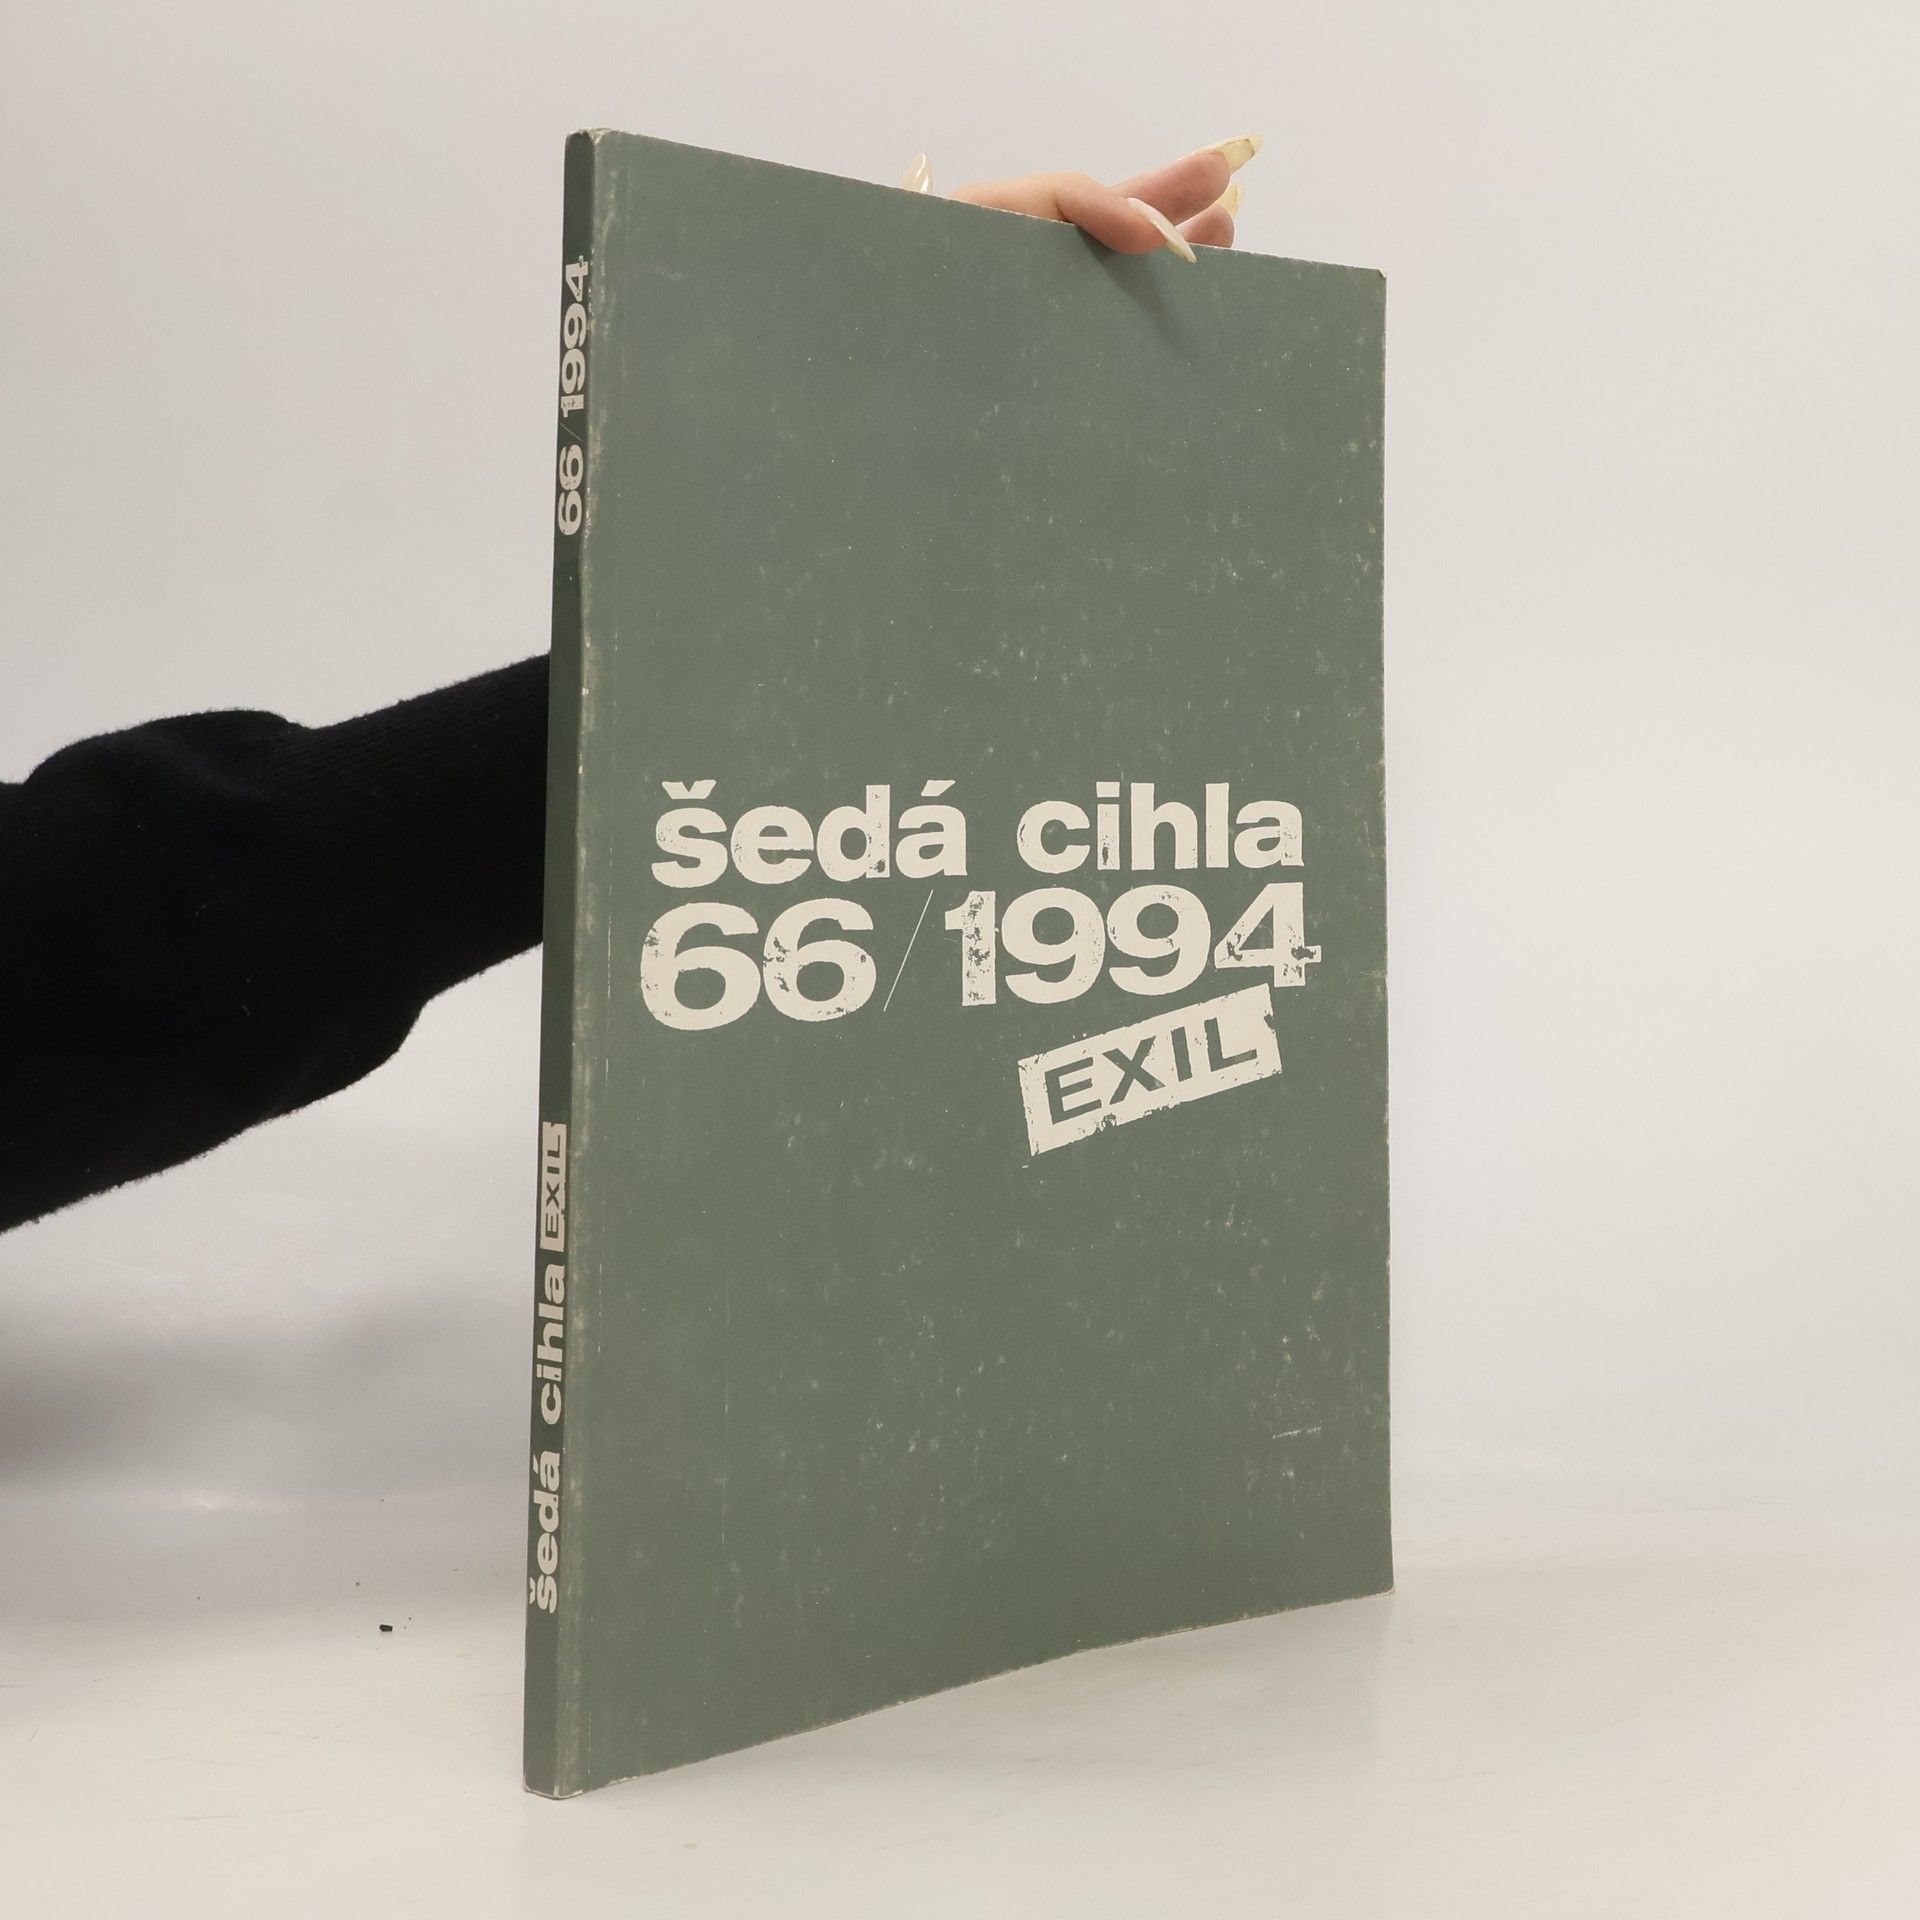 šedá cihla
66/1994
EXIL
šedá cihla EXIL 66/1994